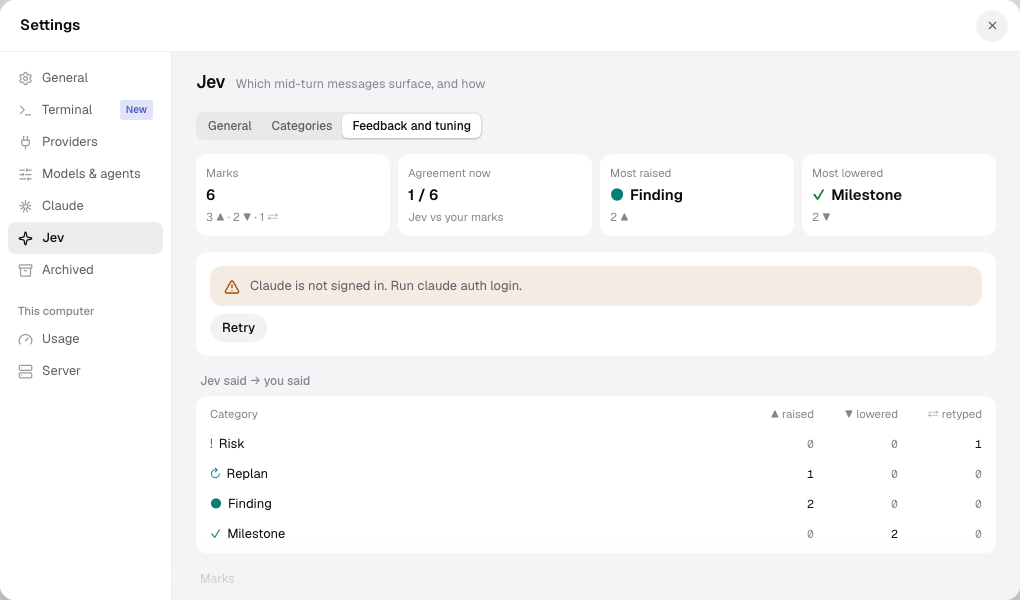 Settings
General
Terminal New
Providers
Models & agents
Claude
Jev
Archived
This computer
Usage
Server
Jev Which mid-turn messages surface, and how
General Categories Feedback and tuning
Marks
6
3 ▲ · 2 ▼ · 1 ⇄
Agreement now
1 / 6
Jev vs your marks
Most raised
Finding
2 ▲
Most lowered
✓ Milestone
2 ▼
Claude is not signed in. Run claude auth login.
Retry
Jev said → you said
Category ▲ raised ▼ lowered ⇄ retyped
! Risk 0 0 1
↻ Replan 1 0 0
● Finding 2 0 0
✓ Milestone 0 2 0
Marks